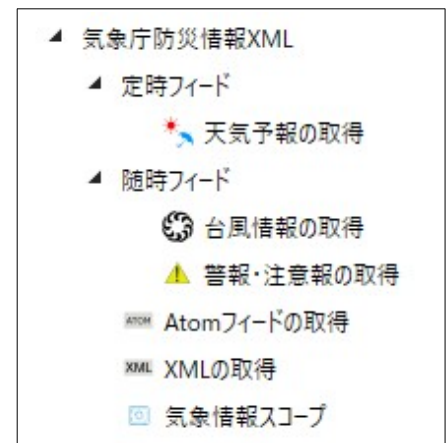 気象庁防災情報XML
定時フィード
天気予報の取得
随時フィード
台風情報の取得
警報・注意報の取得
ATOM Atomフィードの取得
XML XMLの取得
気象情報スコープ